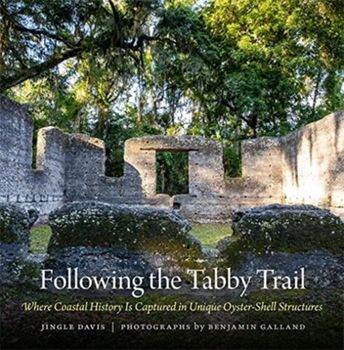 Following the Tabby Trail
Where Coastal History Is Captured in Unique Oyster-Shell Structures
JINGLE DAVIS | PHOTOGRAPHS by BENJAMIN GALLAND